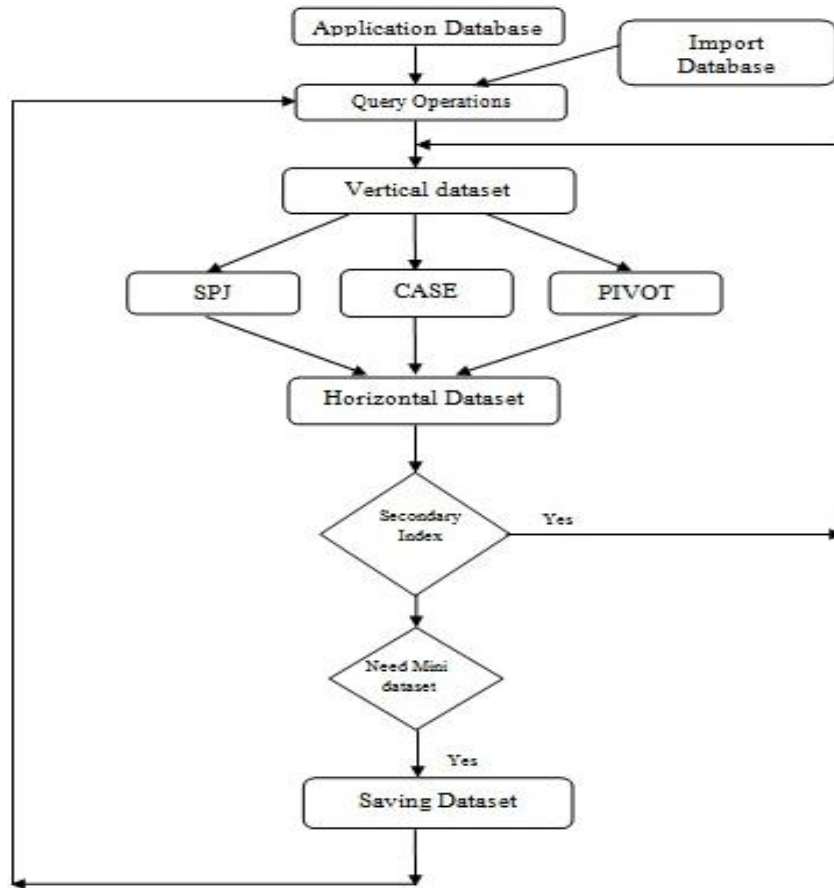 Application Database
Import
Database
Query Operations
Vertical dataset
SPJ
CASE
PIVOT
Horizontal Dataset
Secondary
Index
Yes
Need Mini
dataset
Yes
Saving Dataset